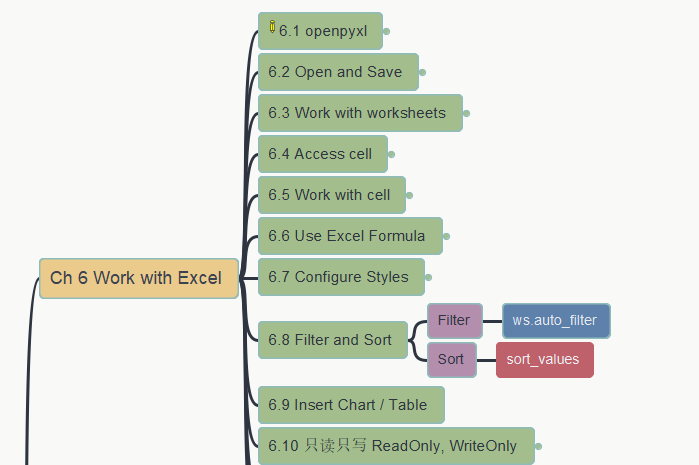 6.1 openpyxl
6.2 Open and Save
6.3 Work with worksheets
6.4 Access cell
6.5 Work with cell
6.6 Use Excel Formula
Ch 6 Work with Excel
6.7 Configure Styles
6.8 Filter and Sort
Filter
ws.auto_filter
Sort
sort_values
6.9 Insert Chart / Table
6.10 只读只写 ReadOnly, WriteOnly